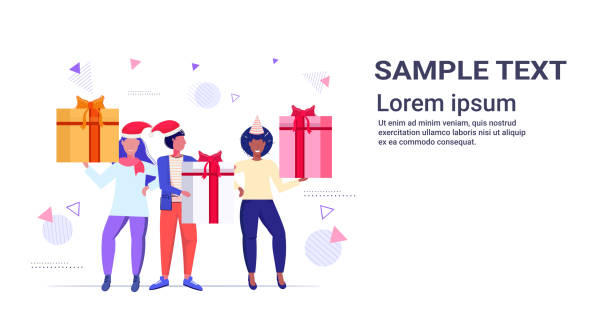 SAMPLE TEXT
Lorem ipsum
Ut enim ad minim veniam, quis nostrud
exercitation ullamco laboris nisi ut aliquip
ex ea commodo consequat.